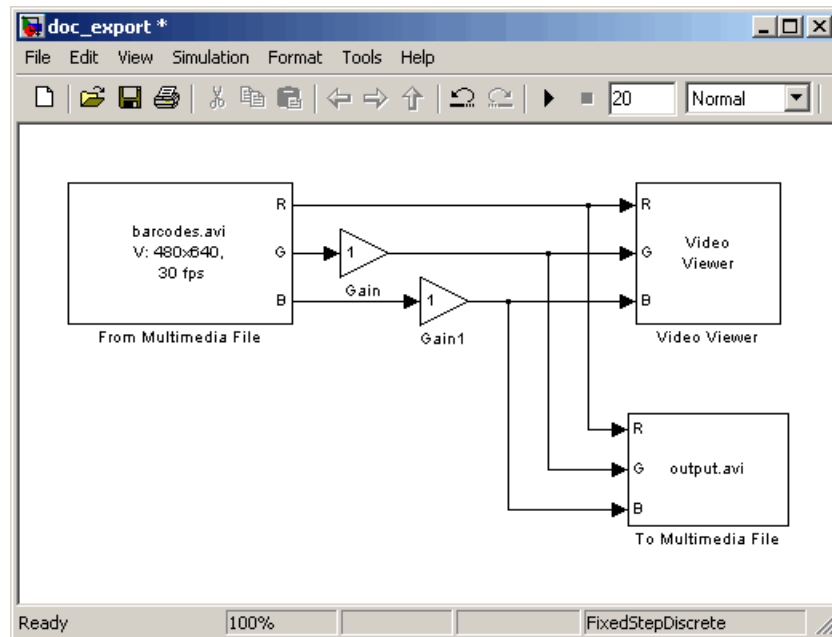 doc_export *
File Edit View Simulation Format Tools Help
20 Normal
R
barcodes.avi
V: 480x640,
30 fps
G
B
From Multimedia File
1
Gain
1
Gain1
R
G
B
Video
Viewer
Video Viewer
R
G
B
output.avi
To Multimedia File
Ready 100% FixedStepDiscrete